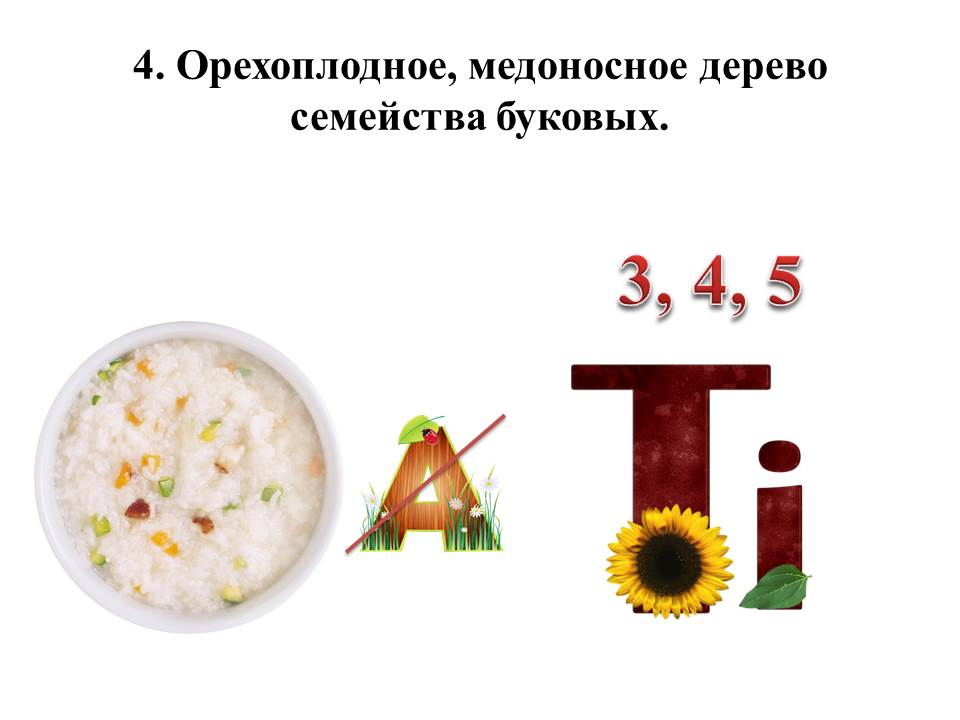 4. Орехоплодное, медоносное дерево
семейства буковых.
3, 4, 5
А
Ti